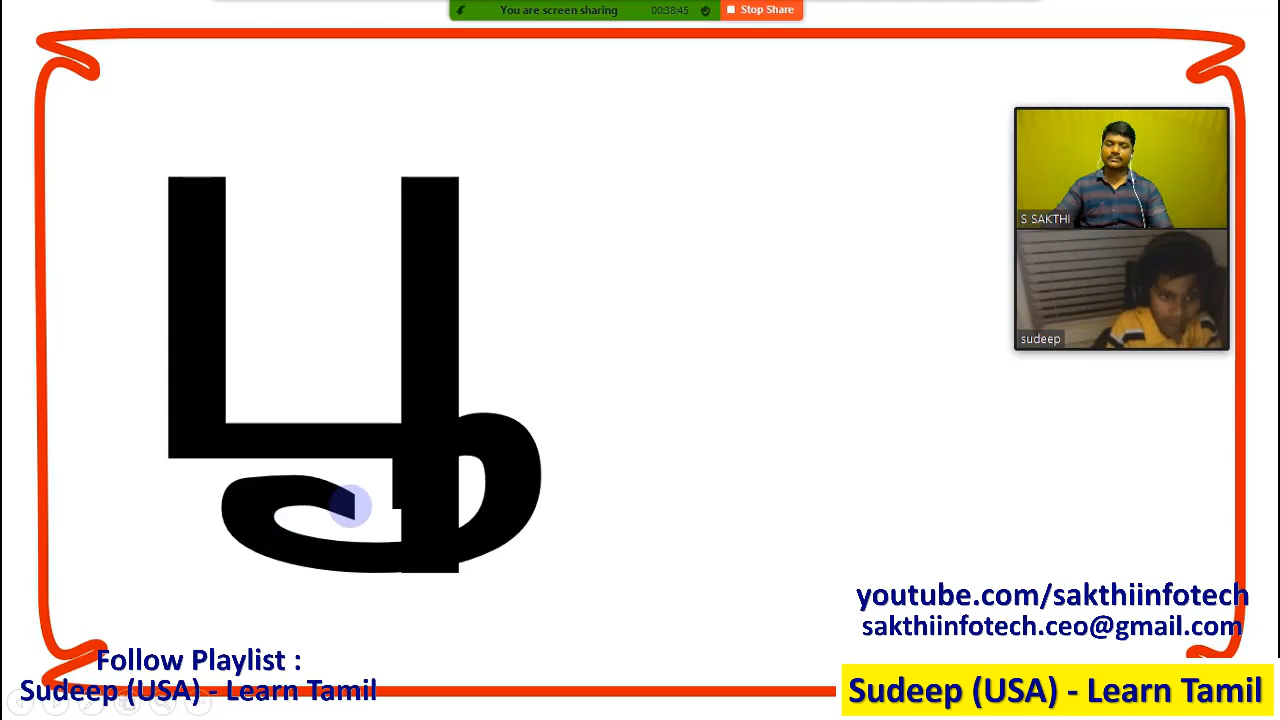 You are screen sharing 00:38:45 Stop Share
பூ
S SAKTHI
sudeep
youtube.com/sakthiinfotech
sakthiinfotech.ceo@gmail.com
Follow Playlist :
Sudeep (USA) - Learn Tamil
Sudeep (USA) - Learn Tamil